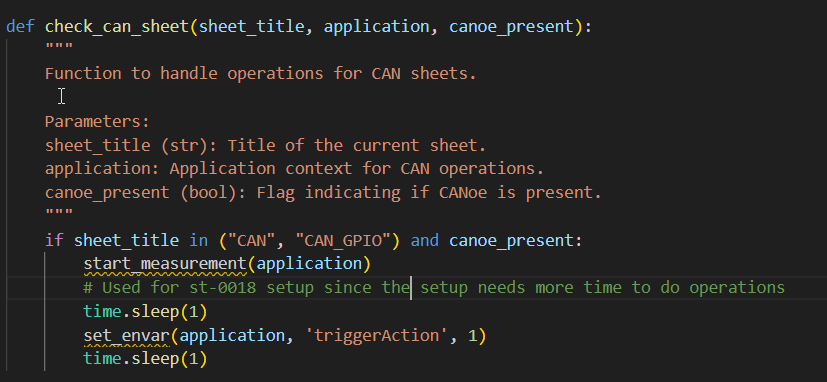 def check_can_sheet(sheet_title, application, canoe_present):
"""
Function to handle operations for CAN sheets.
Parameters:
sheet_title (str): Title of the current sheet.
application: Application context for CAN operations.
canoe_present (bool): Flag indicating if CANoe is present.
"""
if sheet_title in ("CAN", "CAN_GPIO") and canoe_present:
start_measurement(application)
# Used for st-0018 setup since the setup needs more time to do operations
time.sleep(1)
set_envar(application, 'triggerAction', 1)
time.sleep(1)